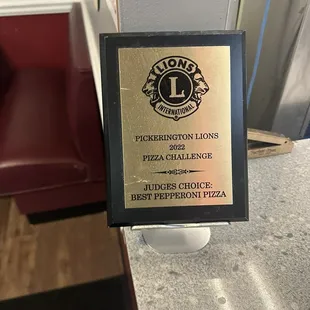 LIONS
L
INTERNATIONAL
PICKERINGTON LIONS
2022
PIZZA CHALLENGE
JUDGES CHOICE:
BEST PEPPERONI PIZZA